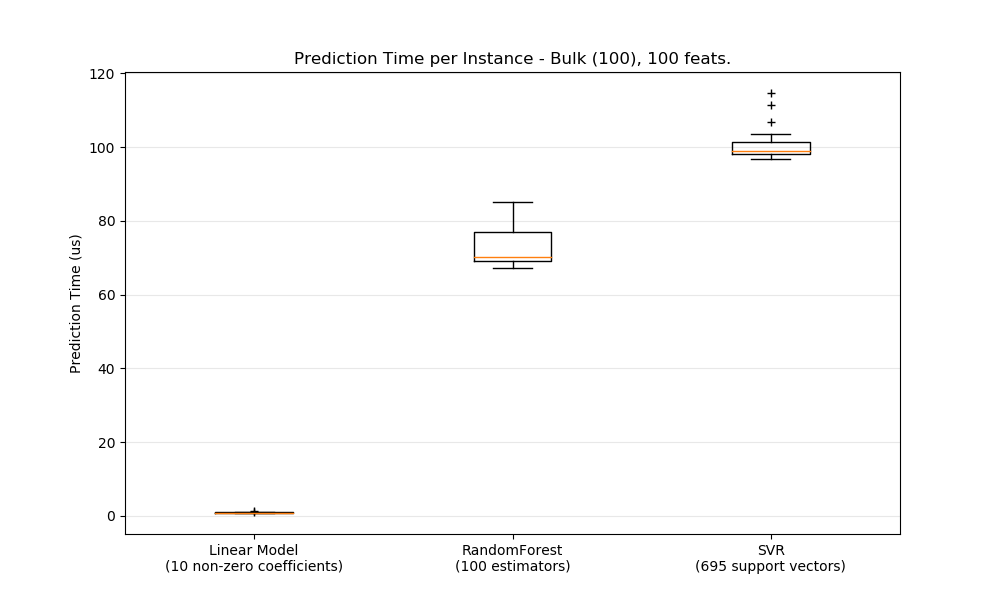 Prediction Time per Instance - Bulk (100), 100 feats.
120
100
80
60
40
20
0
Prediction Time (us)
Linear Model
(10 non-zero coefficients)
RandomForest
(100 estimators)
SVR
(695 support vectors)